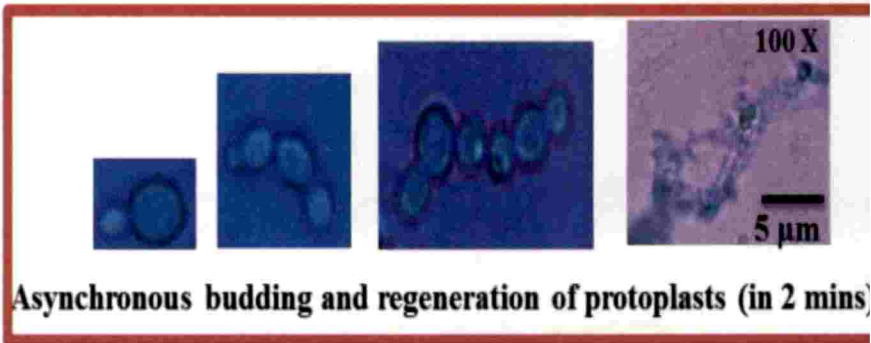 100 X
5 µm
Asynchronous budding and regeneration of protoplasts (in 2 mins)